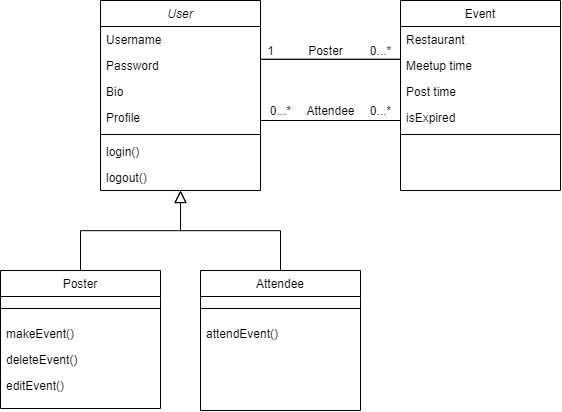 User
Username
Password
Bio
Profile
login()
logout()
1 Poster 0...*
0...* Attendee 0...*
Event
Restaurant
Meetup time
Post time
isExpired
Poster
makeEvent()
deleteEvent()
editEvent()
Attendee
attendEvent()